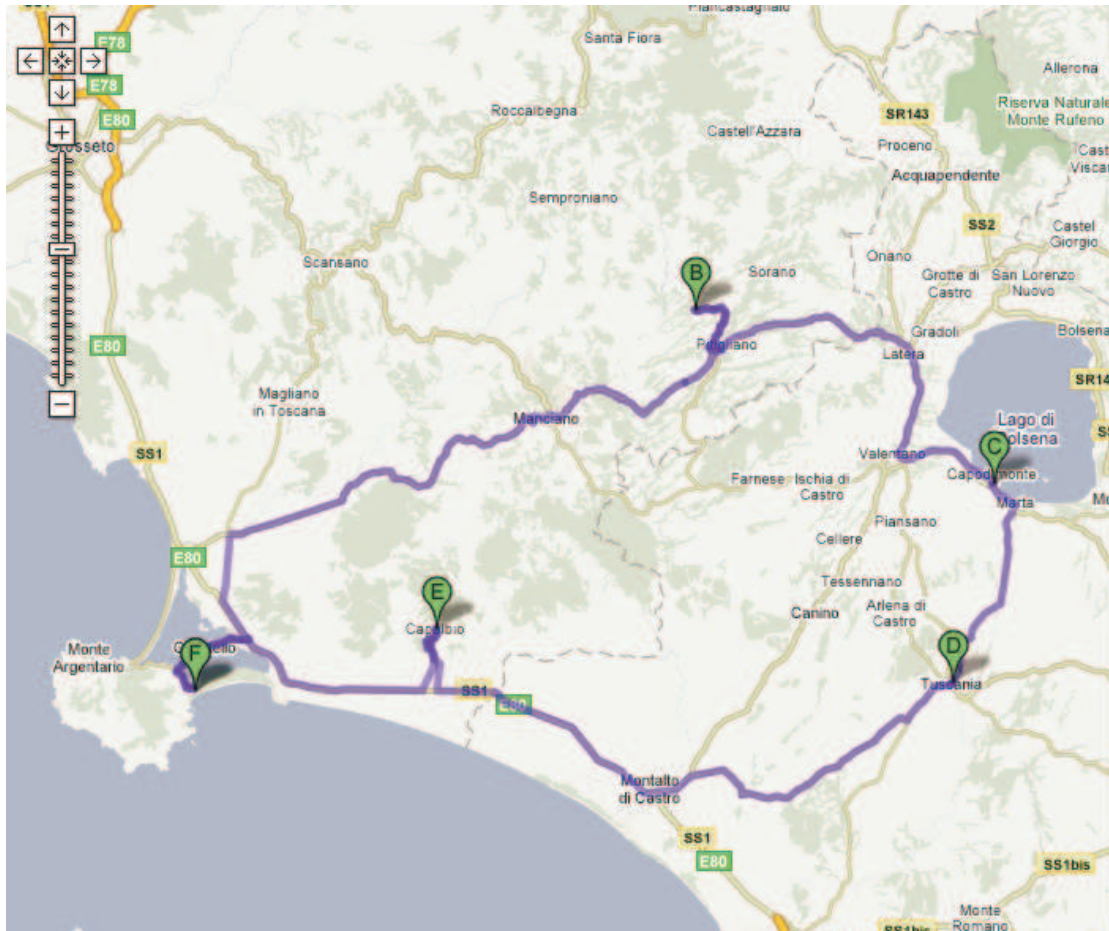 Piancastagnaio
E78
Santa Fiora
E78
Allerona
E80
Roccalbegna
SR143
Riserva Naturale
Monte Rufeno
Castell'Azzara
Proceno
Acquapendente
Semproniano
SS2
Castel
Giorgio
Scansano
Onano
B
Sorano
Grotte di
Castro
San Lorenzo
Nuovo
Gradoli
Bolsena
E80
Latera
Magliano
in Toscana
Manciano
Lago di
SS1
Valentano
C
Capodimonte
Farnese
Ischia di
Castro
Marta
Piansano
Cellere
E80
Tessennano
E
Canino
Arlena di
Castro
Capalbio
Monte
Argentario
F
D
Tuscania
SS1
E80
Montalto
di Castro
SS1
E80
SS1bis
Monte
Romano
SS1bis